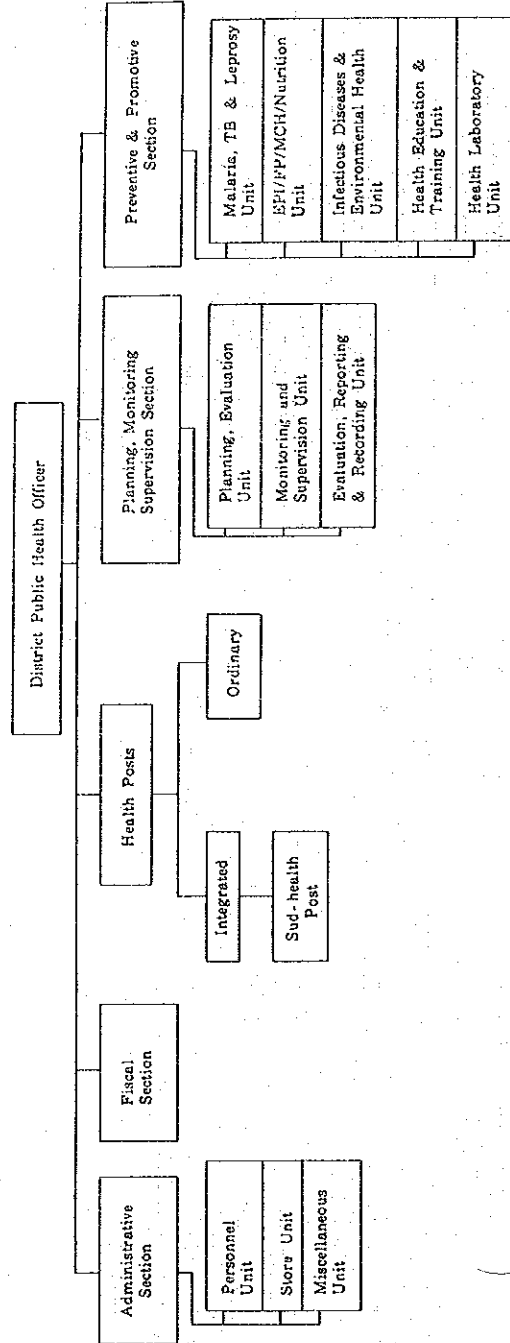 District Public Health Officer
Administrative
Section
Fiscal
Section
Health Posts
Planning, Monitoring
Supervision Section
Preventive & Promotive
Section
Personnel
Unit
Store Unit
Miscellaneous
Unit
Integrated
Sud-health
Post
Ordinary
Planning, Evaluation
Unit
Monitoring and
Supervision Unit
Evaluation, Reporting
& Recording Unit
Malaria, TB & Leprosy
Unit
EPI/FP/MCH/Nutrition
Unit
Infectious Diseases &
Environmental Health
Unit
Health Education &
Training Unit
Health Laboratory
Unit